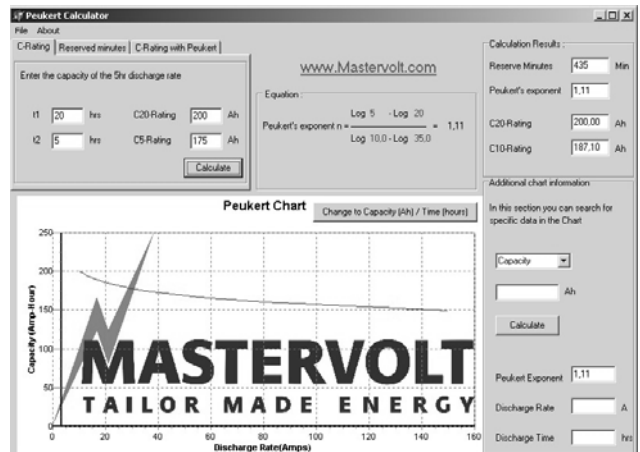 Peukert Calculator
File About
C-Rating Reserved minutes C-Rating with Peukert
Enter the capacity of the 5hr discharge rate
t1 20 hrs C20-Rating 200 Ah
t2 5 hrs C5-Rating 175 Ah
Calculate
www.Mastervolt.com
Equation :
Peukert's exponent n = Log 5 - Log 20 = 1,11
Log 10,0 - Log 35,0
Calculation Results :
Reserve Minutes 435 Min
Peukert's exponent 1,11
C20-Rating 200,00 Ah
C10-Rating 187,10 Ah
Peukert Chart
Change to Capacity (Ah) / Time (hours)
Capacity (Amp-Hour)
250
200
150
100
50
0
0 20 40 60 80 100 120 140 160
Discharge Rate(Amps)
MASTERVOLT
TAILOR MADE ENERGY
Additional chart information
In this section you can search for
specific data in the Chart
Capacity
Ah
Calculate
Peukert Exponent 1,11
Discharge Rate A
Discharge Time hrs